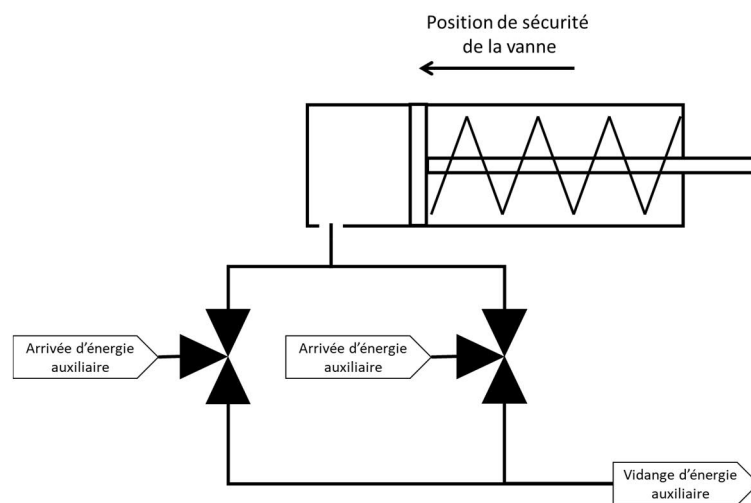 Position de sécurité
de la vanne
Arrivée d'énergie
auxiliaire
Arrivée d'énergie
auxiliaire
Vidange d'énergie
auxiliaire